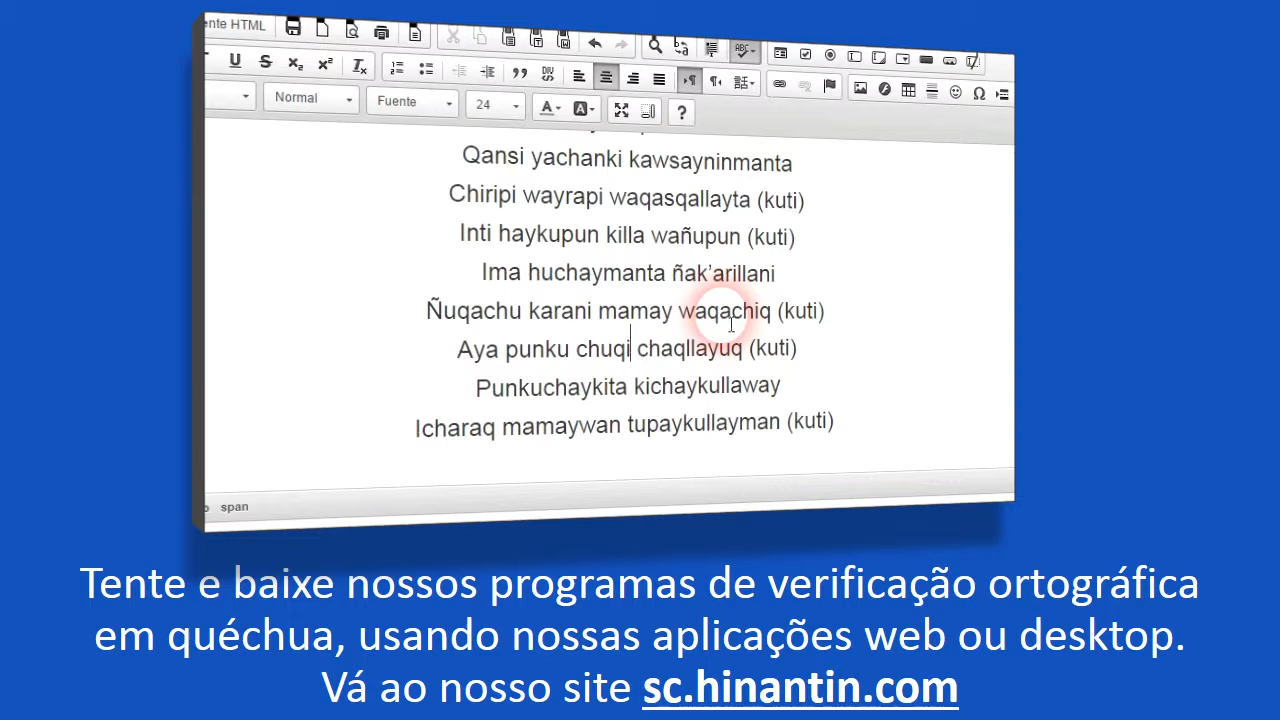 ente HTML
Normal Fuente 24
Qansi yachanki kawsayninmanta
Chiripi wayrapi waqasqallayta (kuti)
Inti haykupun killa wañupun (kuti)
Ima huchaymanta ñak'arillani
Ñuqachu karani mamay waqachiq (kuti)
Aya punku chuqi chaqllayuq (kuti)
Punkuchaykita kichaykullaway
Icharaq mamaywan tupaykullayman (kuti)
span
Tente e baixe nossos programas de verificação ortográfica
em quéchua, usando nossas aplicações web ou desktop.
Vá ao nosso site sc.hinantin.com